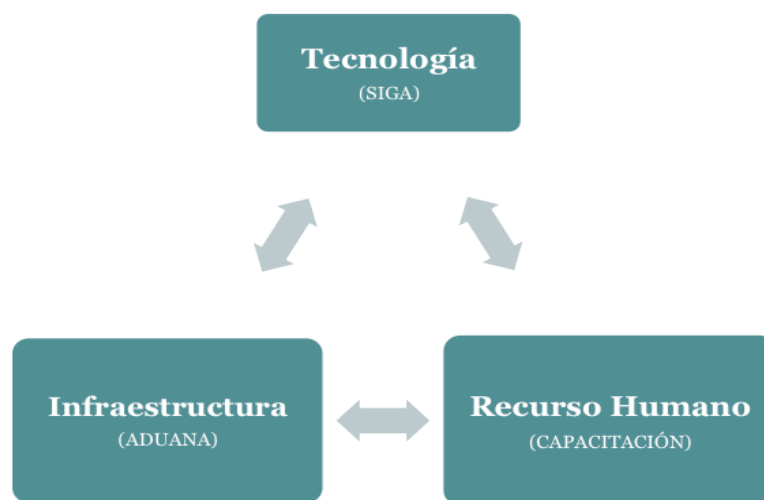 Tecnología
(SIGA)
Infraestructura
(ADUANA)
Recurso Humano
(CAPACITACIÓN)